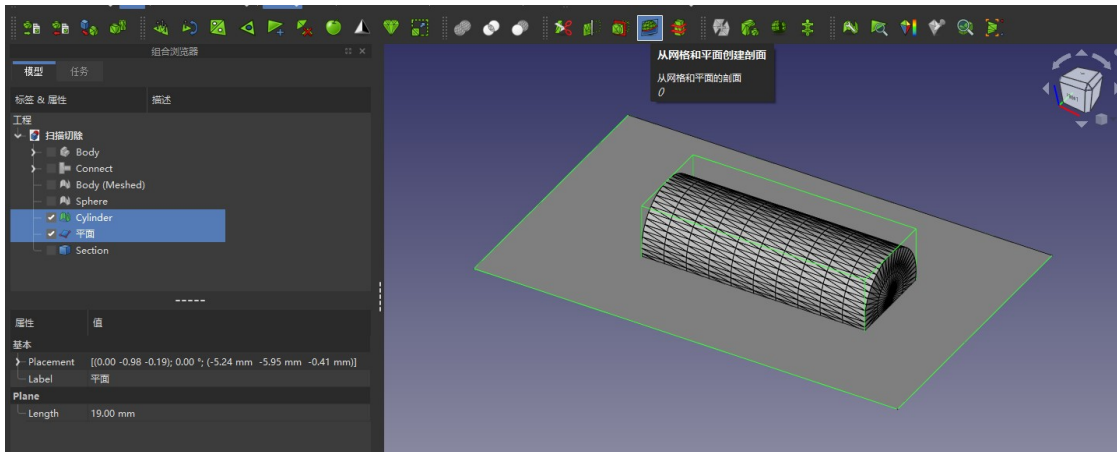 组合浏览器
模型 任务
标签 & 属性 描述
工程
扫描切除
Body
Connect
Body (Meshed)
Sphere
Cylinder
平面
Section
属性 值
基本
Placement [(0.00 -0.98 -0.19); 0.00 °; (-5.24 mm -5.95 mm -0.41 mm)]
Label 平面
Plane
Length 19.00 mm
从网格和平面创建剖面
从网格和平面的剖面
0